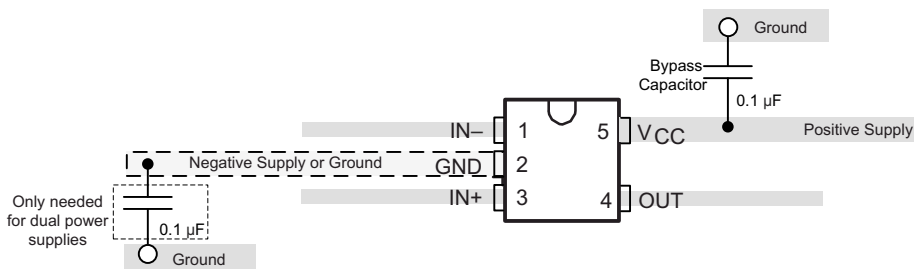 Ground
Bypass
Capacitor
0.1 µF
IN–
1
5
VCC
Positive Supply
Negative Supply or Ground
GND
2
IN+
3
4
OUT
Only needed
for dual power
supplies
0.1 µF
Ground